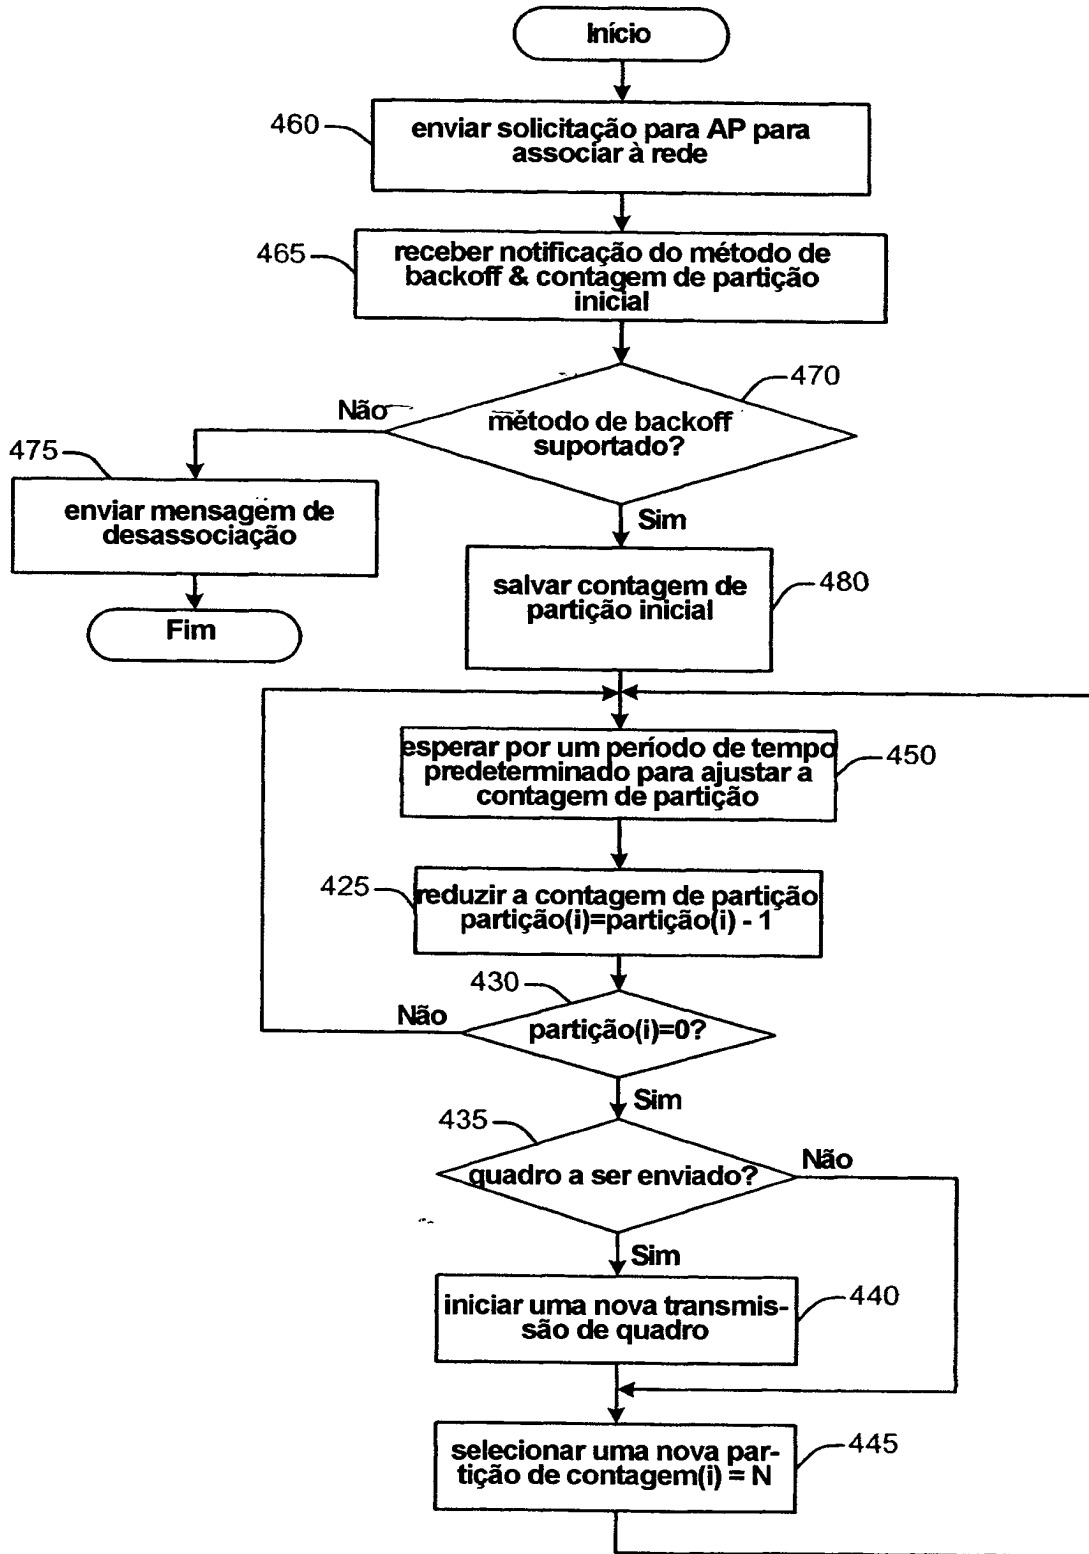 Início
460
enviar solicitação para AP para
associar à rede
465
receber notificação do método de
backoff & contagem de partição
inicial
470
Não
método de backoff
suportado?
475
enviar mensagem de
desassociação
Sim
Fim
salvar contagem de
partição inicial
480
esperar por um período de tempo
predeterminado para ajustar a
contagem de partição
450
425
reduzir a contagem de partição
partição(i)=partição(i) - 1
430
Não
partição(i)=0?
Sim
435
quadro a ser enviado?
Não
Sim
iniciar uma nova transmis-
são de quadro
440
selecionar uma nova par-
tição de contagem(i) = N
445